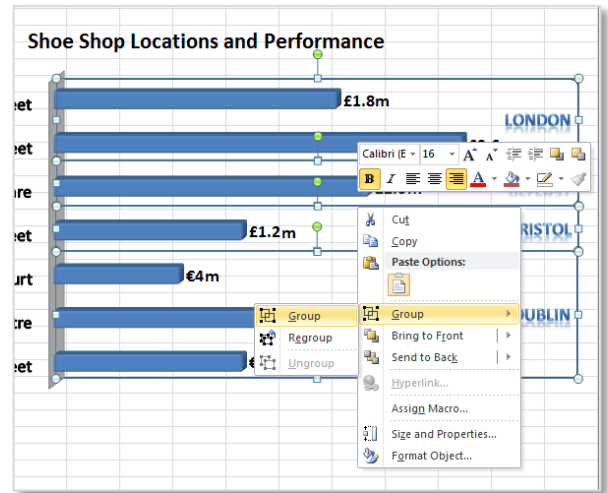 Shoe Shop Locations and Performance
£1.8m
LONDON
Calibri (E 16 A A
B I A
£1.2m
RISTOL
€4m
UBLIN
Cut
Copy
Paste Options:
Group
Bring to Front
Send to Back
Hyperlink...
Assign Macro...
Size and Properties...
Format Object...
Group
Regroup
Ungroup
eet
eet
are
eet
urt
tre
eet